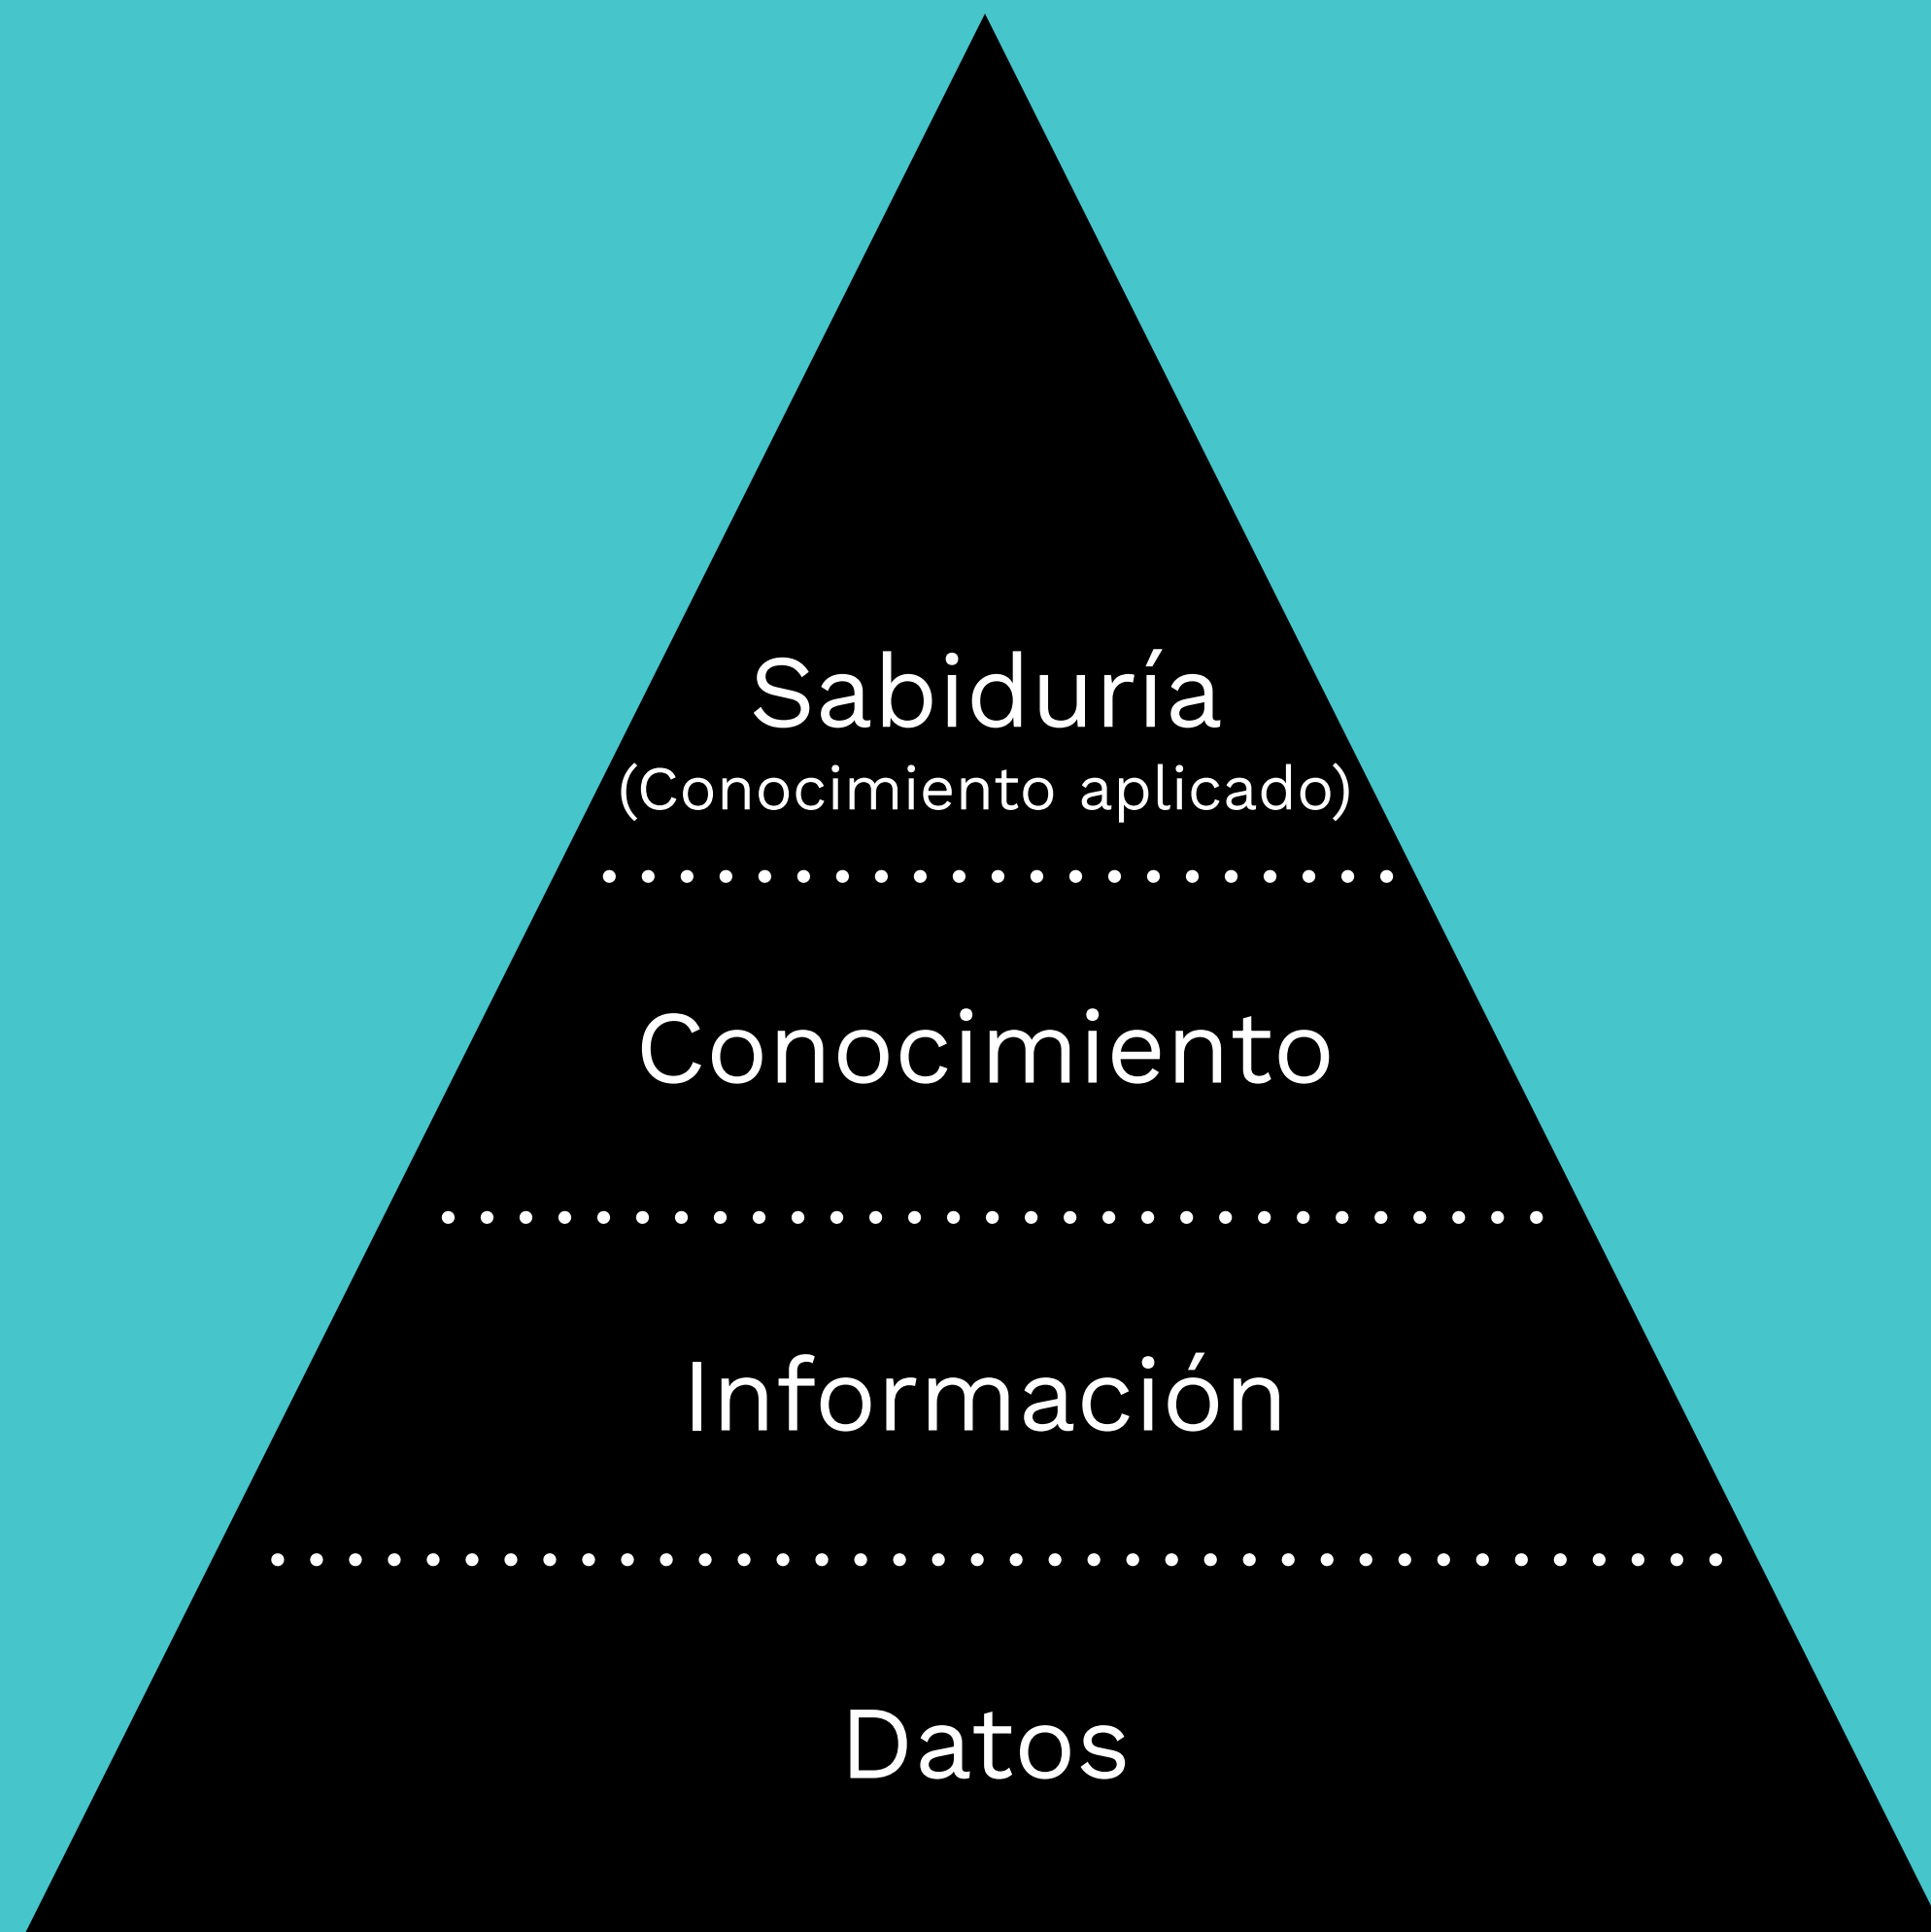 Sabiduría
(Conocimiento aplicado)
Conocimiento
Información
Datos